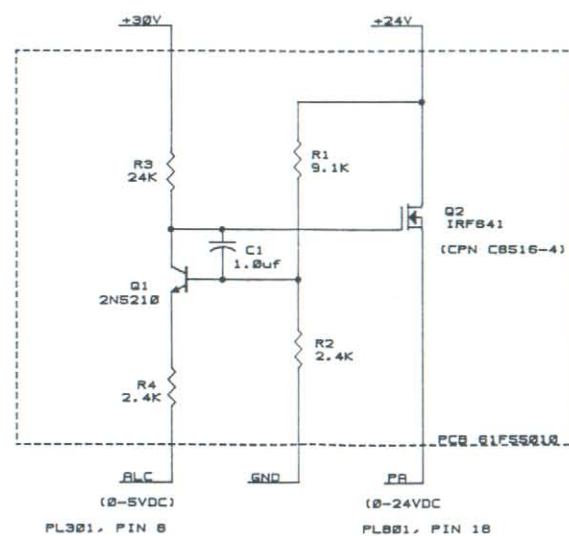 +30V
+24V
R3
24K
R1
9.1K
C1
1.0uf
Q2
IRF841
(CPN C8516-4)
Q1
2N5210
R2
2.4K
R4
2.4K
PCB 61FSS010
ALC
GND
PA
(0-5VDC)
(0-24VDC
PL301, PIN 8
PL801, PIN 18